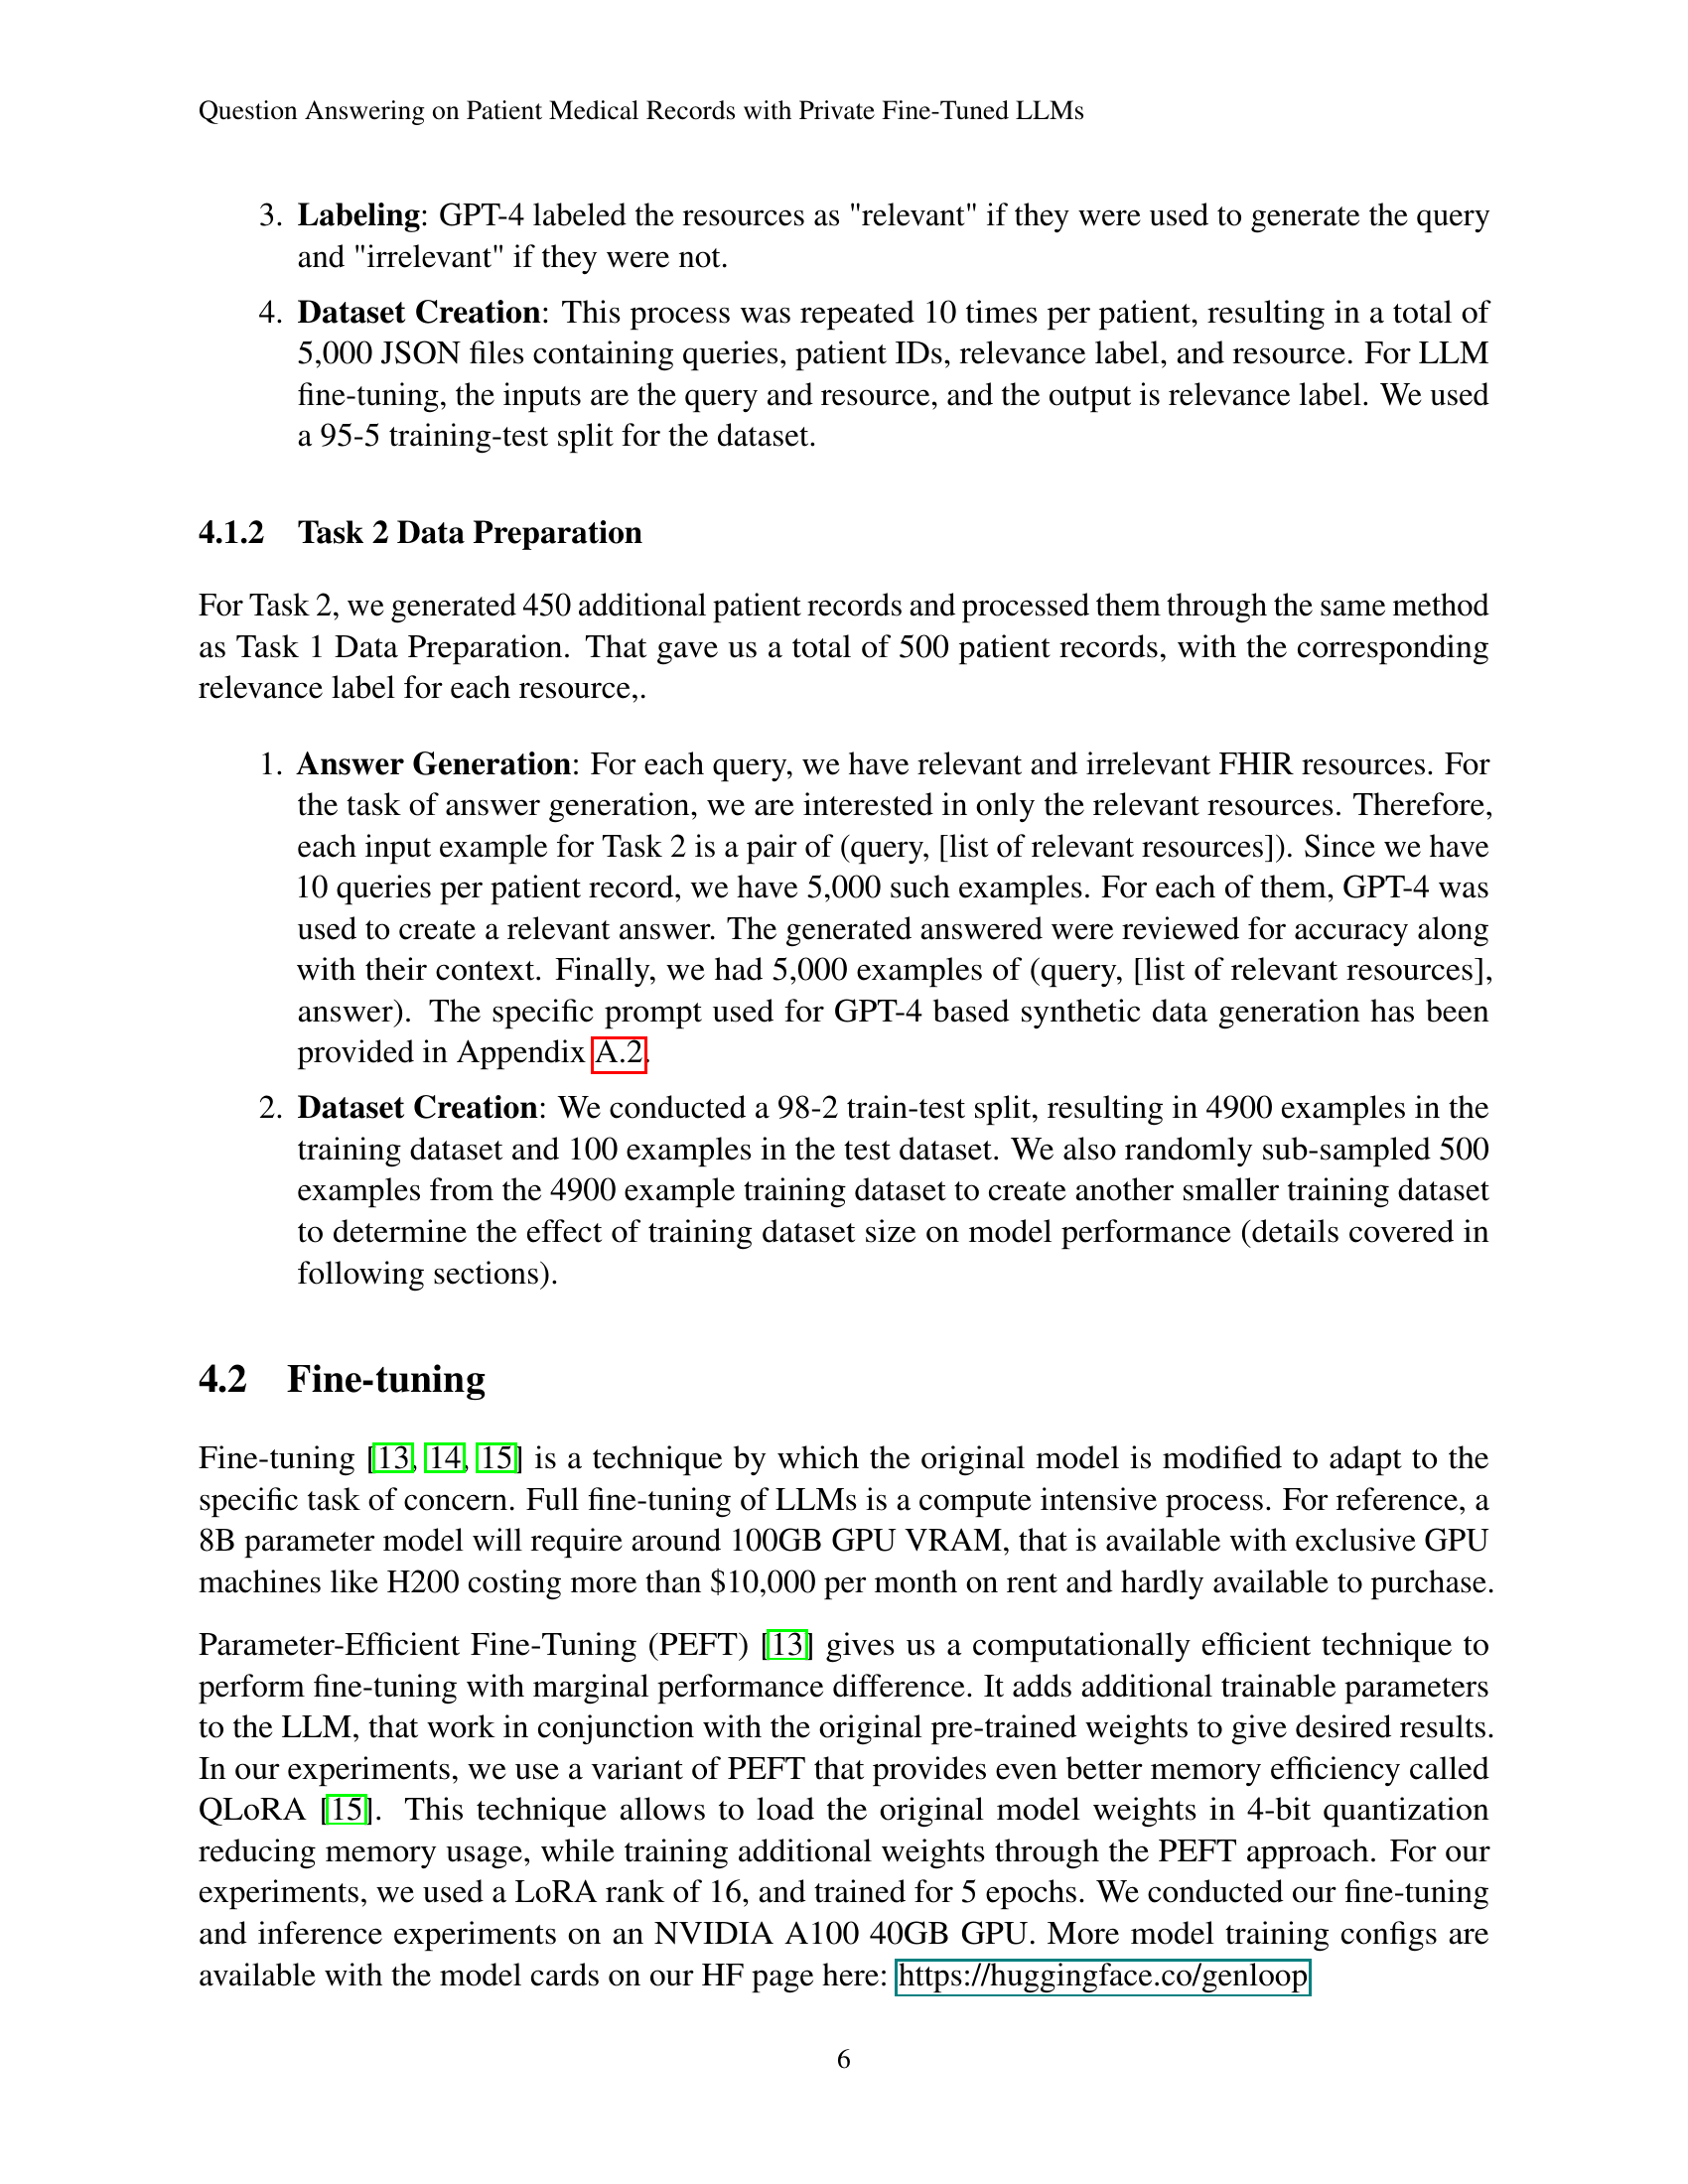 Question Answering on Patient Medical Records with Private Fine-Tuned LLMs
3. Labeling: GPT-4 labeled the resources as "relevant" if they were used to generate the query
and "irrelevant" if they were not.
4. Dataset Creation: This process was repeated 10 times per patient, resulting in a total of
5,000 JSON files containing queries, patient IDs, relevance label, and resource. For LLM
fine-tuning, the inputs are the query and resource, and the output is relevance label. We used
a 95-5 training-test split for the dataset.
4.1.2 Task 2 Data Preparation
For Task 2, we generated 450 additional patient records and processed them through the same method
as Task 1 Data Preparation. That gave us a total of 500 patient records, with the corresponding
relevance label for each resource,.
1. Answer Generation: For each query, we have relevant and irrelevant FHIR resources. For
the task of answer generation, we are interested in only the relevant resources. Therefore,
each input example for Task 2 is a pair of (query, [list of relevant resources]). Since we have
10 queries per patient record, we have 5,000 such examples. For each of them, GPT-4 was
used to create a relevant answer. The generated answered were reviewed for accuracy along
with their context. Finally, we had 5,000 examples of (query, [list of relevant resources],
answer). The specific prompt used for GPT-4 based synthetic data generation has been
provided in Appendix A.2.
2. Dataset Creation: We conducted a 98-2 train-test split, resulting in 4900 examples in the
training dataset and 100 examples in the test dataset. We also randomly sub-sampled 500
examples from the 4900 example training dataset to create another smaller training dataset
to determine the effect of training dataset size on model performance (details covered in
following sections).
4.2 Fine-tuning
Fine-tuning [13, 14, 15] is a technique by which the original model is modified to adapt to the
specific task of concern. Full fine-tuning of LLMs is a compute intensive process. For reference, a
8B parameter model will require around 100GB GPU VRAM, that is available with exclusive GPU
machines like H200 costing more than $10,000 per month on rent and hardly available to purchase.
Parameter-Efficient Fine-Tuning (PEFT) [13] gives us a computationally efficient technique to
perform fine-tuning with marginal performance difference. It adds additional trainable parameters
to the LLM, that work in conjunction with the original pre-trained weights to give desired results.
In our experiments, we use a variant of PEFT that provides even better memory efficiency called
QLoRA [15]. This technique allows to load the original model weights in 4-bit quantization
reducing memory usage, while training additional weights through the PEFT approach. For our
experiments, we used a LoRA rank of 16, and trained for 5 epochs. We conducted our fine-tuning
and inference experiments on an NVIDIA A100 40GB GPU. More model training configs are
available with the model cards on our HF page here: https://huggingface.co/genloop
6